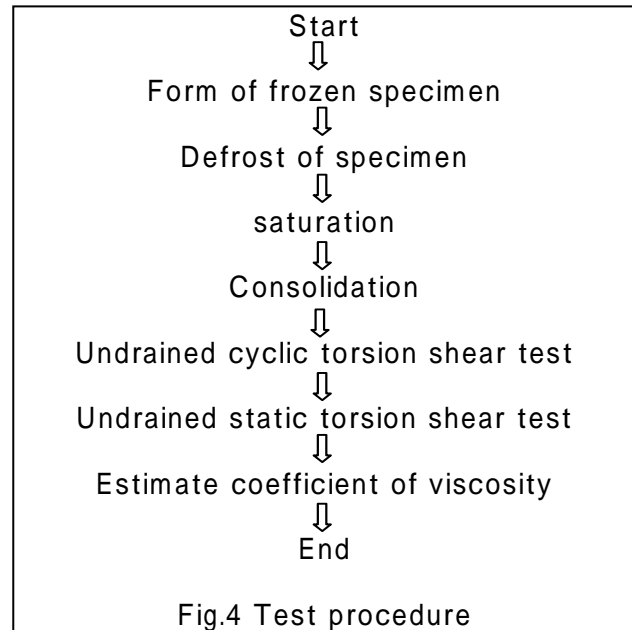 Start
Form of frozen specimen
Defrost of specimen
saturation
Consolidation
Undrained cyclic torsion shear test
Undrained static torsion shear test
Estimate coefficient of viscosity
End
Fig.4 Test procedure